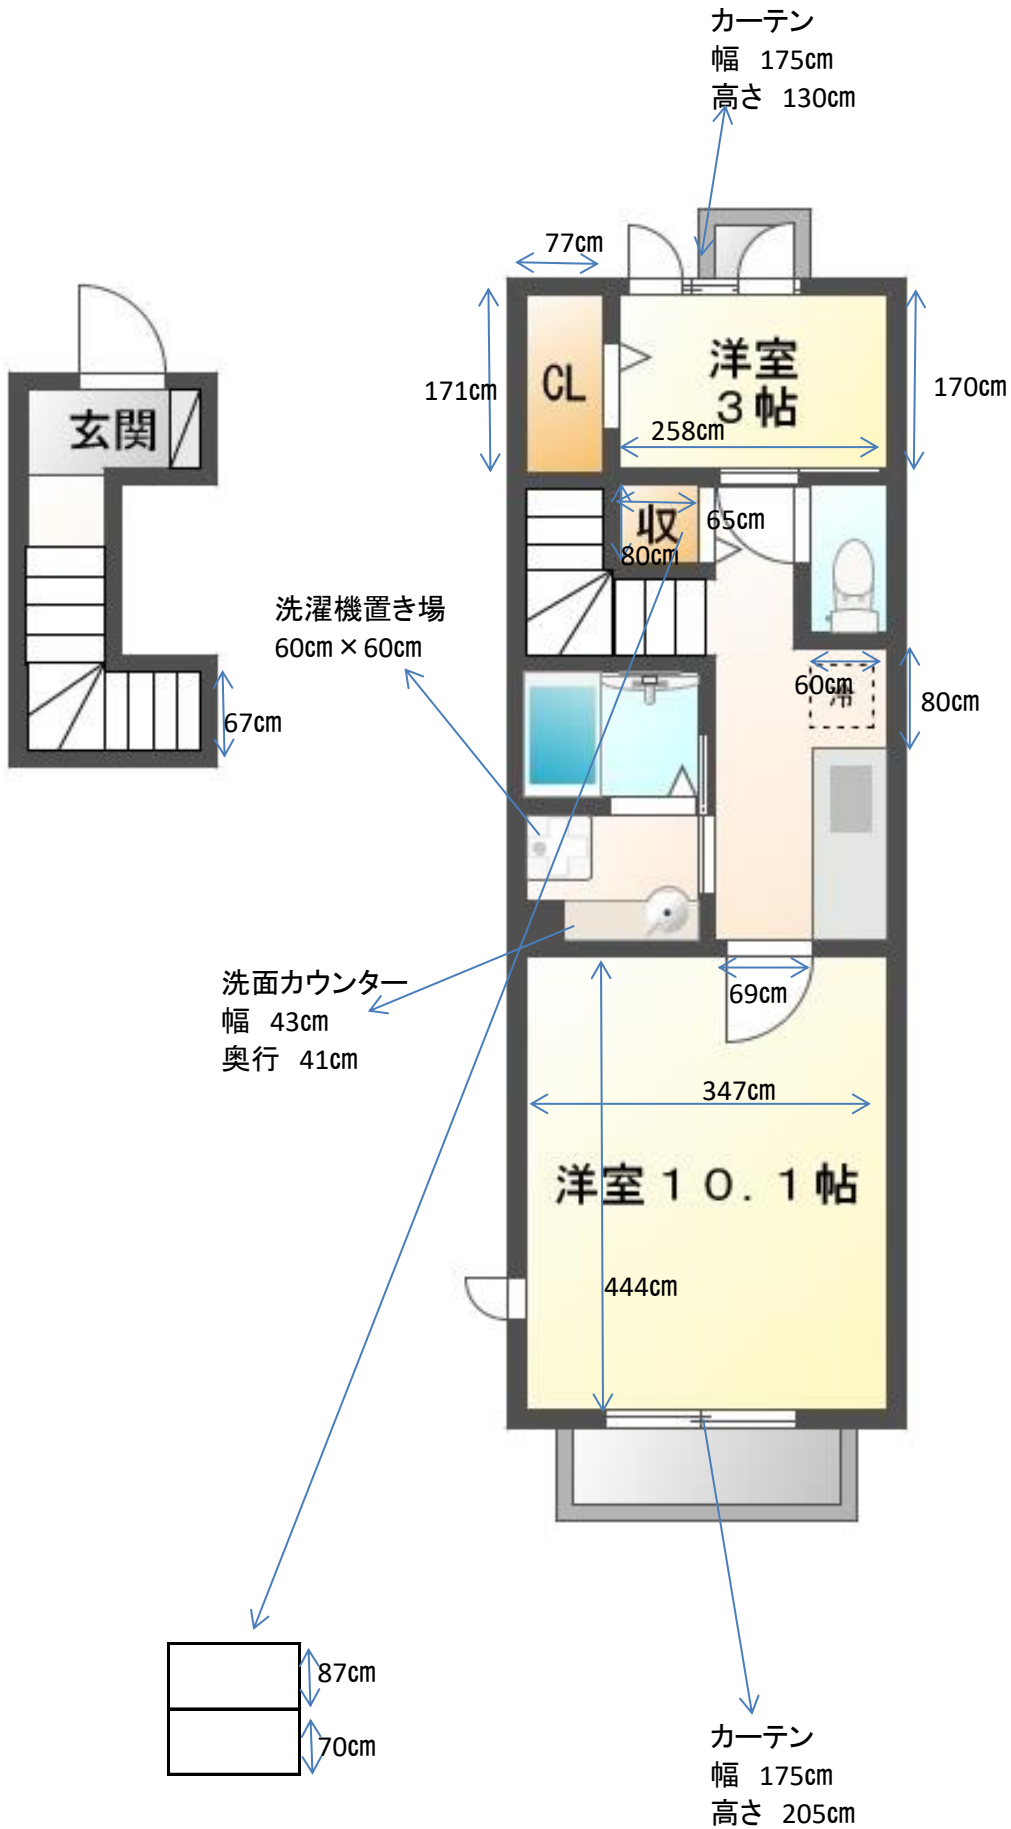 カーテン
幅 175㎝
高さ 130㎝
77㎝
171㎝
CL
洋室
3帖
258㎝
170㎝
玄関
収
65㎝
80㎝
洗濯機置き場
60㎝×60㎝
60㎝
冷
80㎝
67㎝
洗面カウンター
幅 43㎝
奥行 41㎝
69㎝
347㎝
洋室10.1帖
444㎝
87㎝
70㎝
カーテン
幅 175㎝
高さ 205㎝